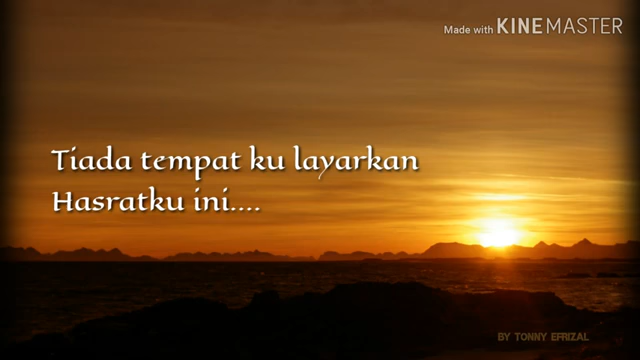 Made with KINEMASTER
Tiada tempat ku layarkan
Hasratku ini....
BY TONNY EFRIZAL